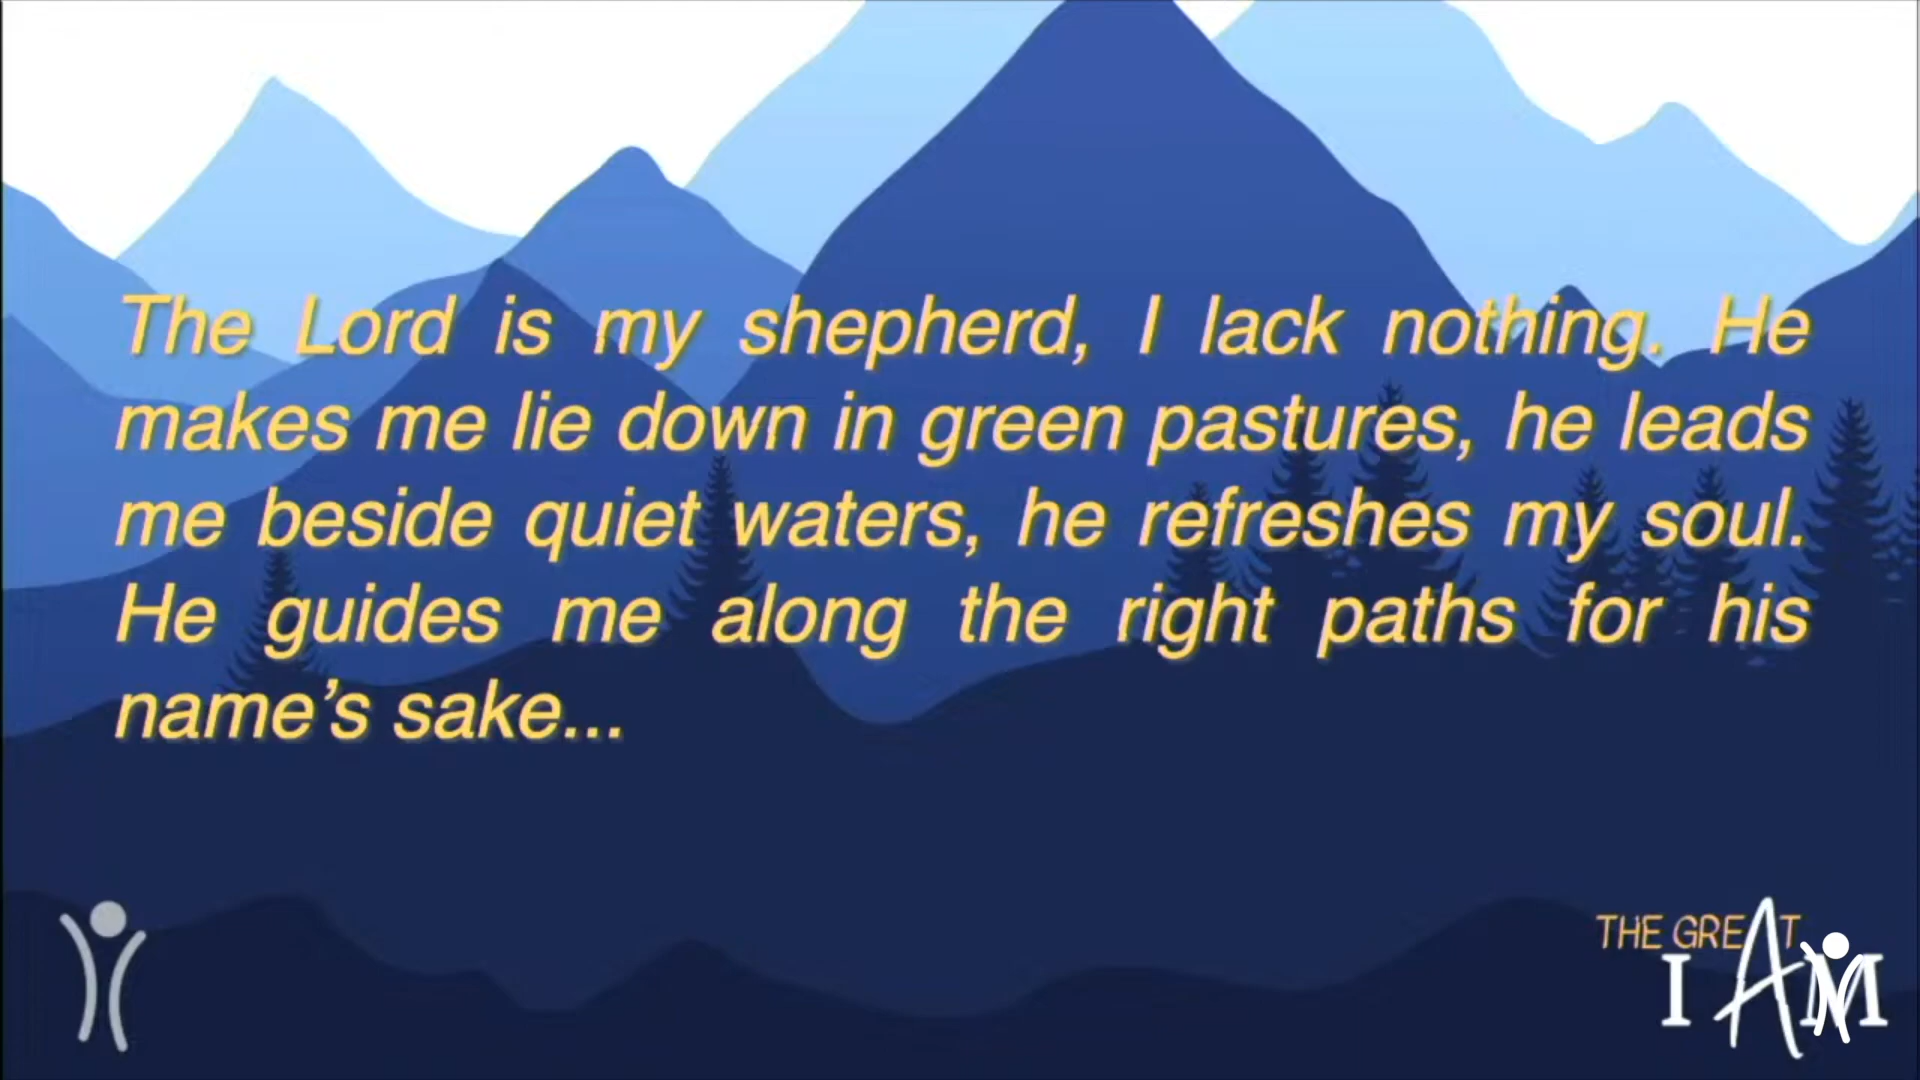 The Lord is my shepherd, I lack nothing. He
makes me lie down in green pastures, he leads
me beside quiet waters, he refreshes my soul.
He guides me along the right paths for his
name’s sake...
THE GREAT
I AM